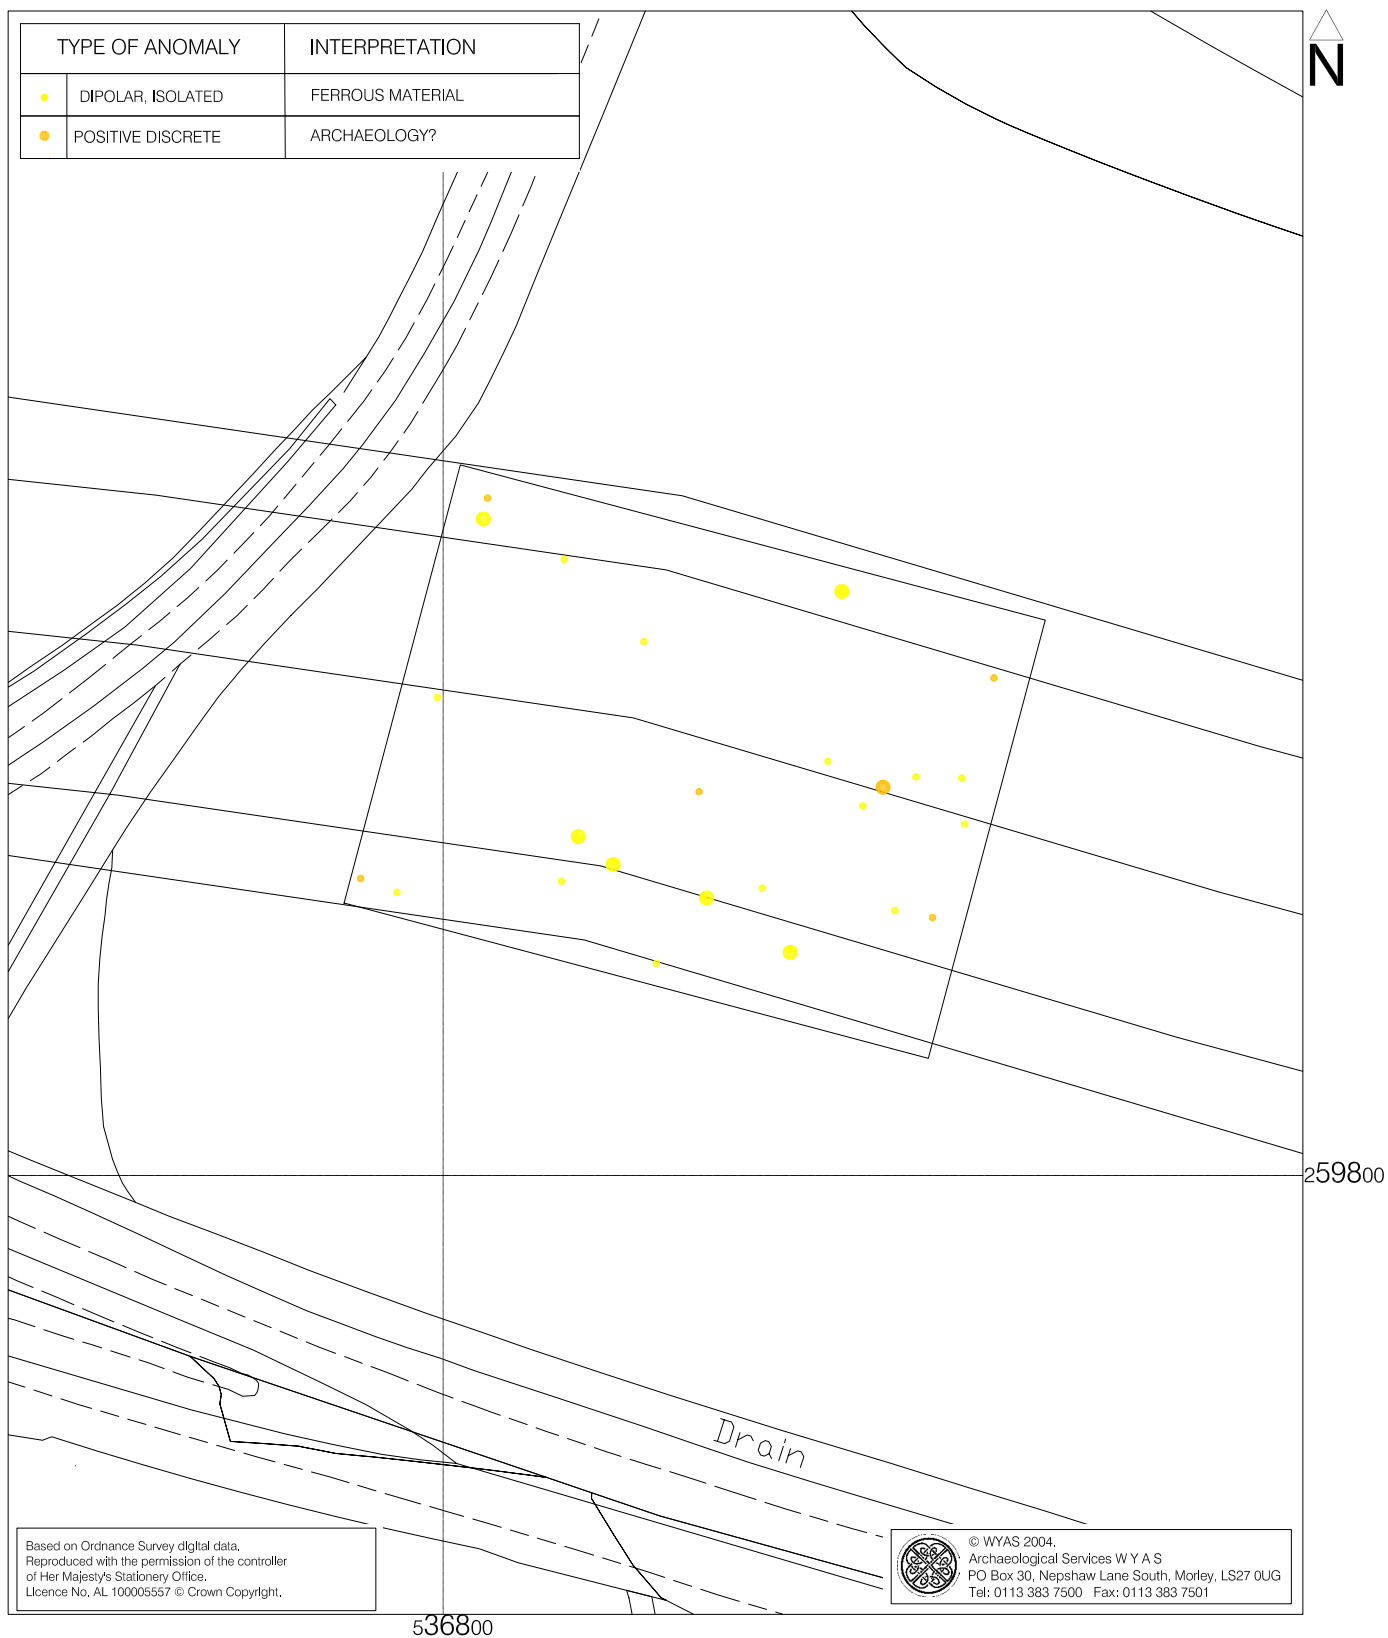 TYPE OF ANOMALY INTERPRETATION
DIPOLAR, ISOLATED FERROUS MATERIAL
POSITIVE DISCRETE ARCHAEOLOGY?
N
259800
Drain
Based on Ordnance Survey digital data.
Reproduced with the permission of the controller
of Her Majesty's Stationery Office.
Licence No. AL 100005557 © Crown Copyright.
© WYAS 2004.
Archaeological Services W Y A S
PO Box 30, Nepshaw Lane South, Morley, LS27 0UG
Tel: 0113 383 7500 Fax: 0113 383 7501
536800